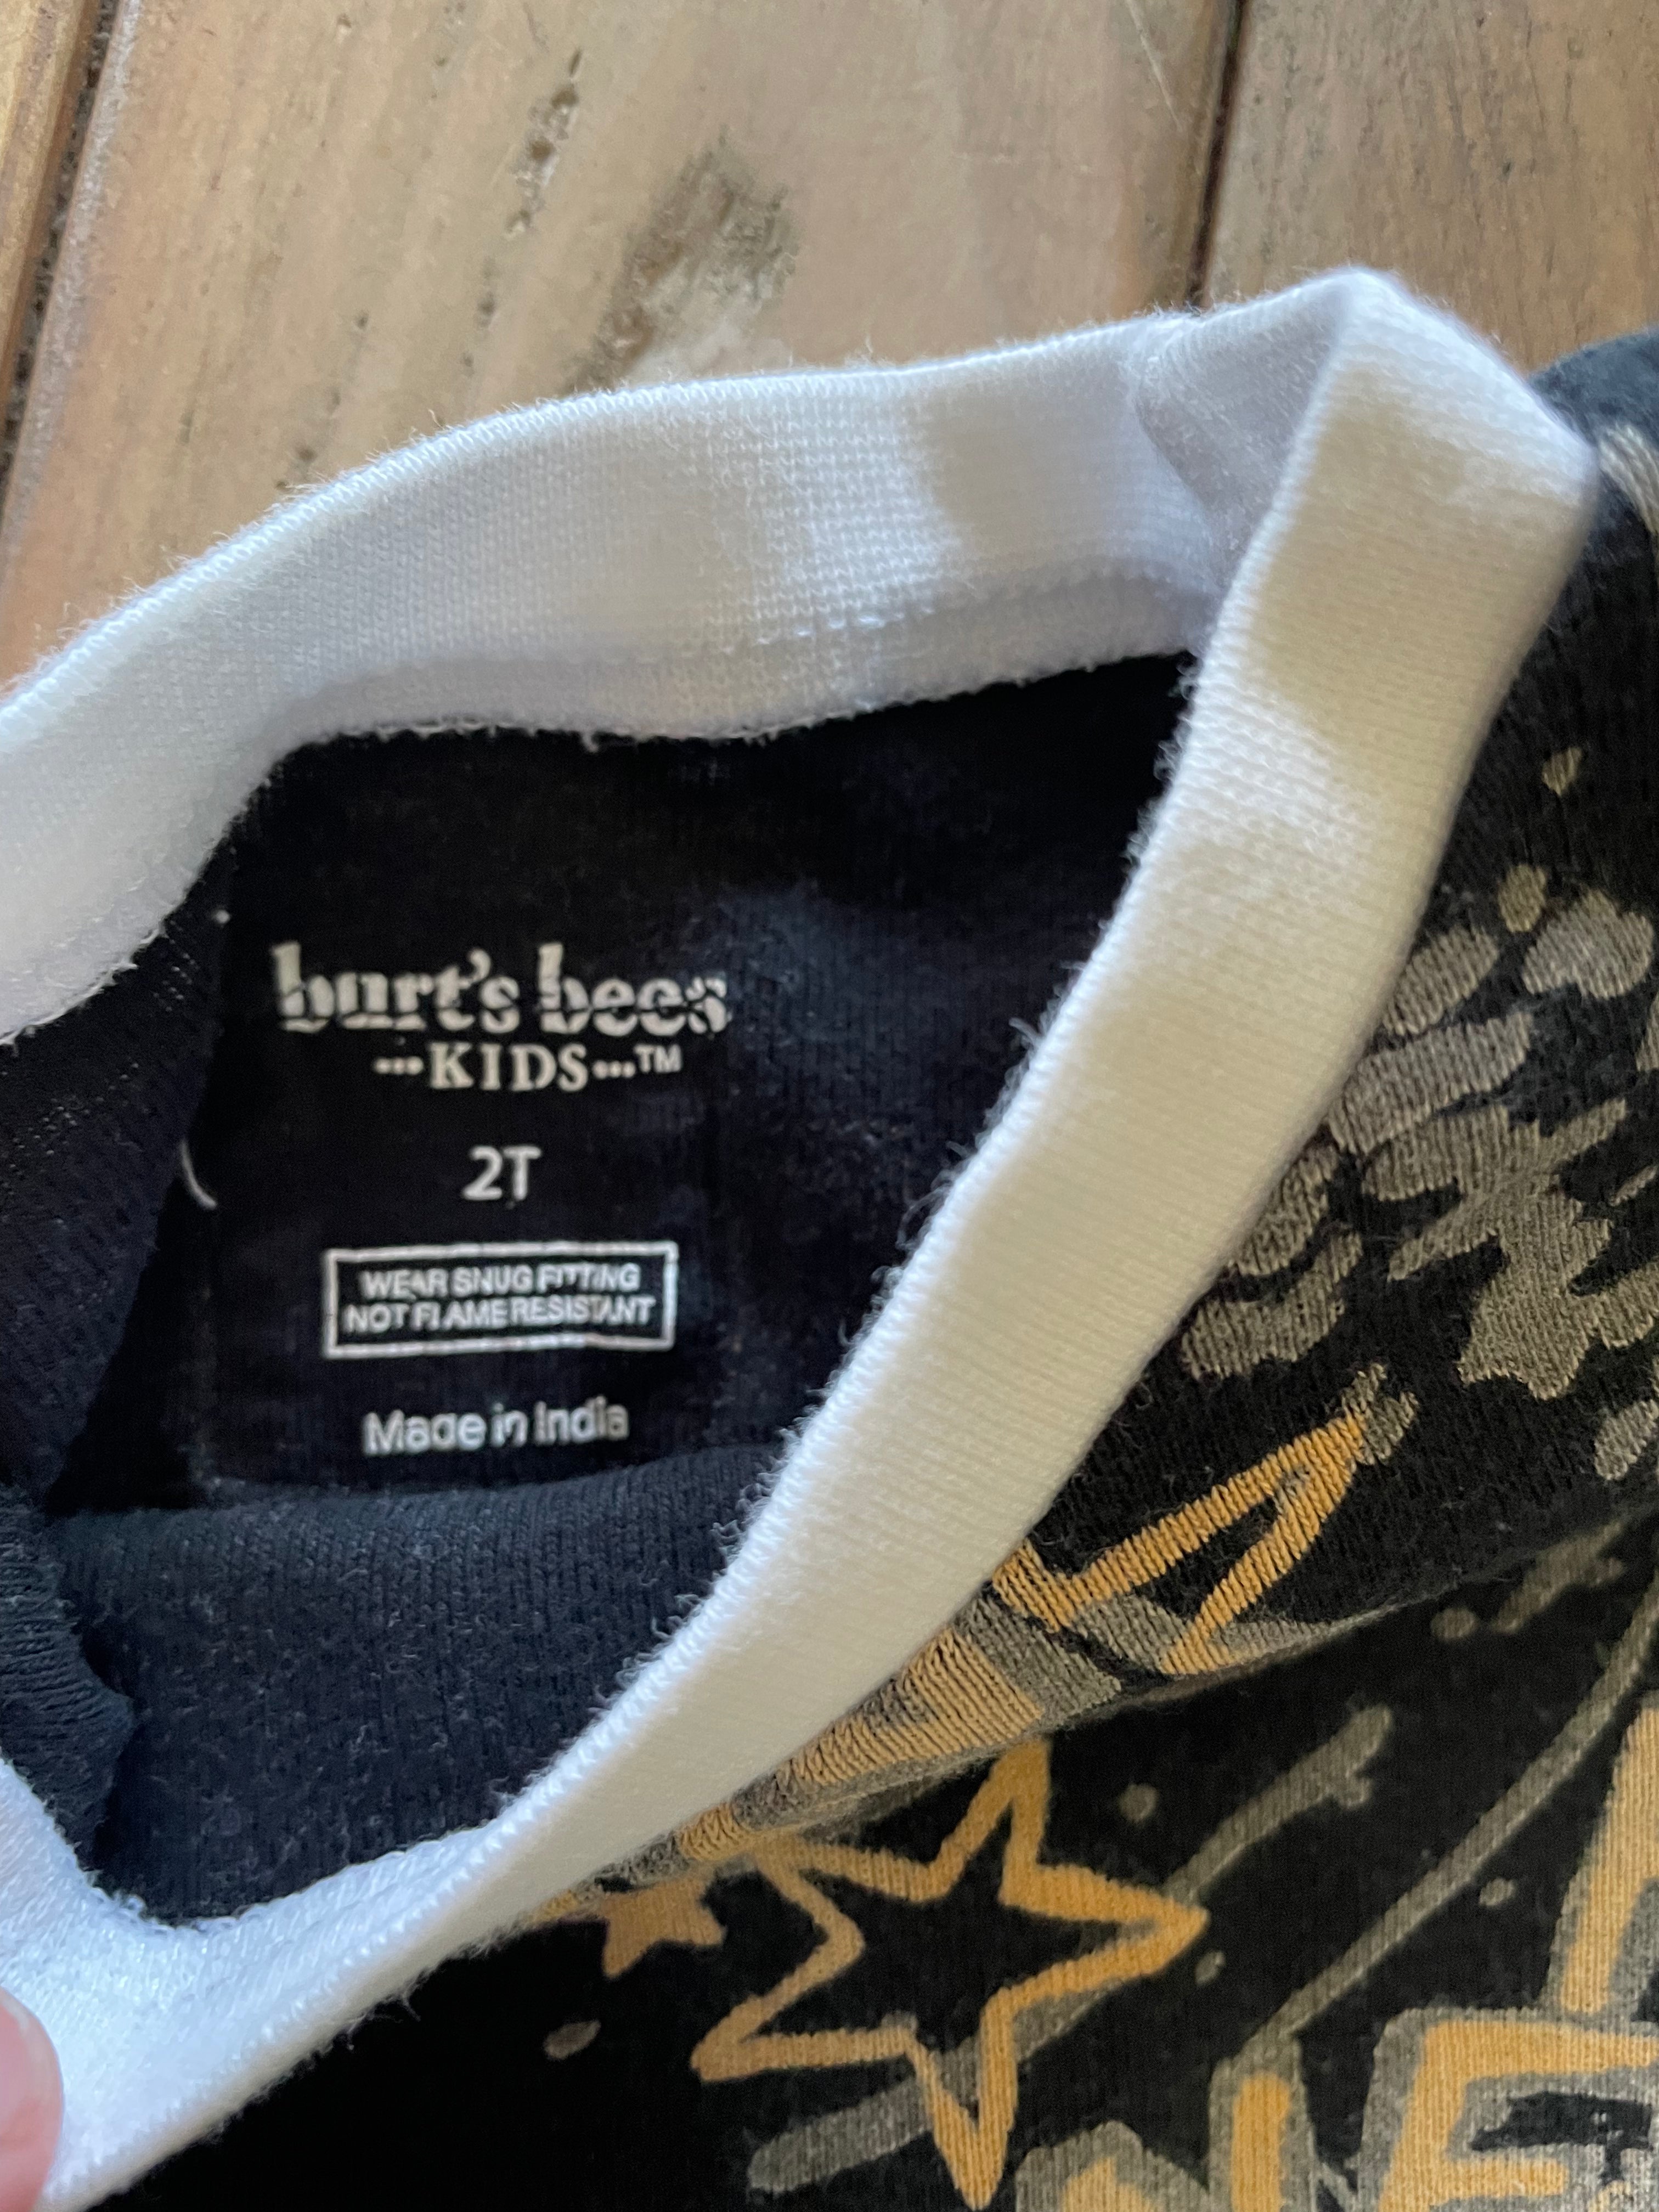 burt's bees
···KIDS···™
2T
WEAR SNUG FITTING
NOT FLAME RESISTANT
Made in India